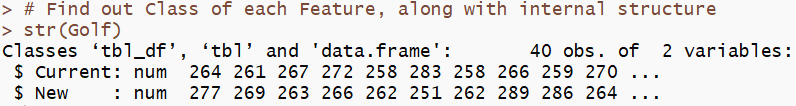 > # Find out Class of each Feature, along with internal structure
> str(Golf)
Classes ‘tbl_df’, ‘tbl’ and 'data.frame':	40 obs. of  2 variables:
 $ Current: num  264 261 267 272 258 283 258 266 259 270 ...
 $ New    : num  277 269 263 266 262 251 262 289 286 264 ...